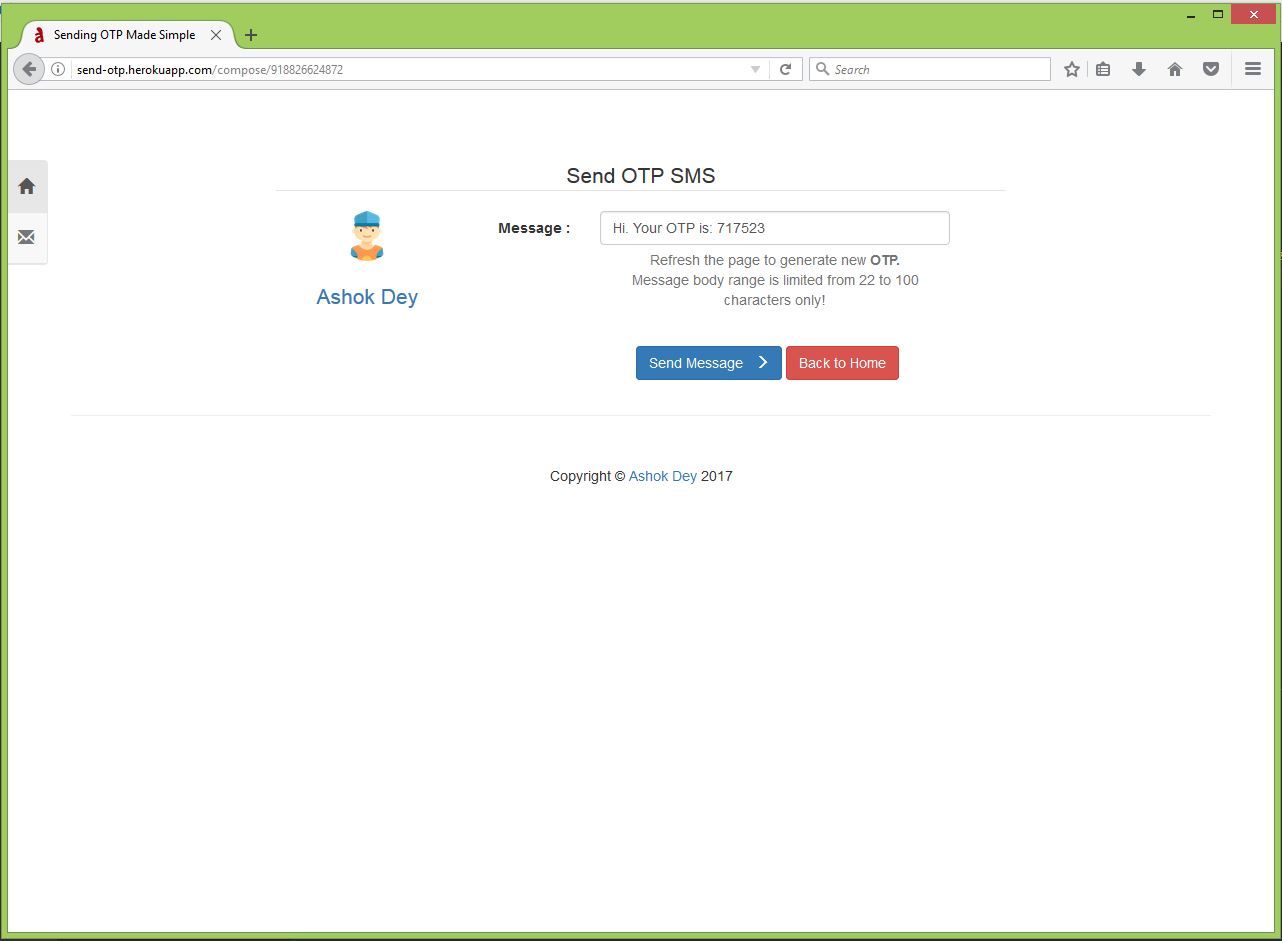 Sending OTP Made Simple
send-otp.herokuapp.com/compose/918826624872
Search
Send OTP SMS
Message :
Hi. Your OTP is: 717523
Refresh the page to generate new OTP.
Message body range is limited from 22 to 100
characters only!
Ashok Dey
Send Message
Back to Home
Copyright © Ashok Dey 2017